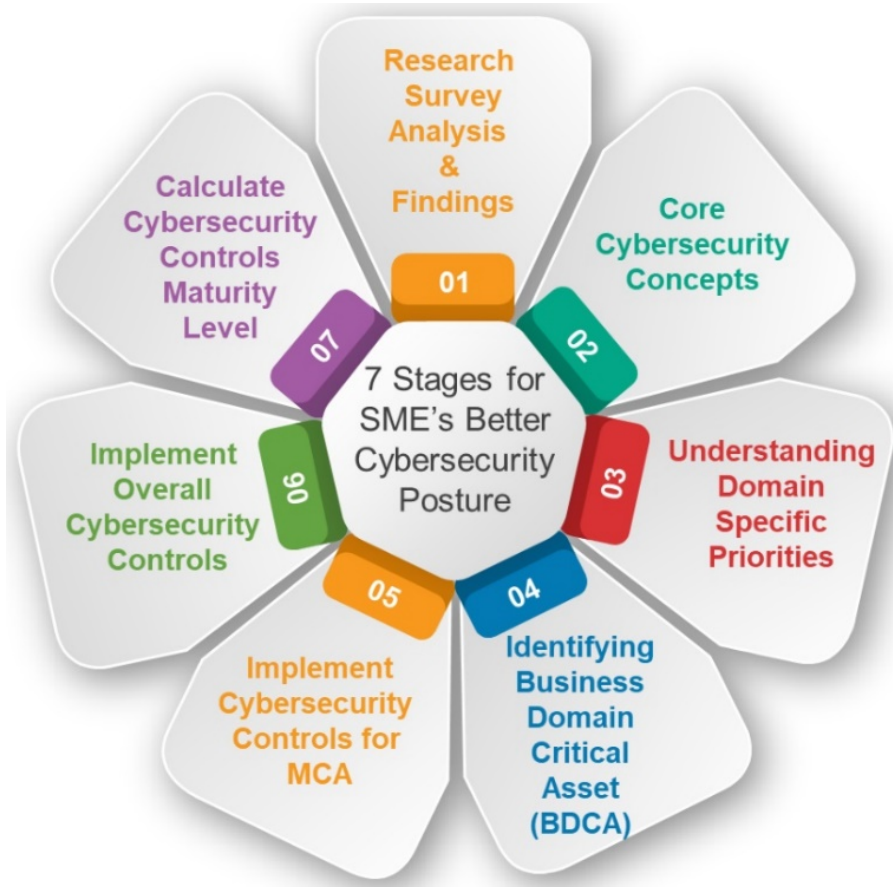 7 Stages for
SME's Better
Cybersecurity
Posture
01
Research
Survey
Analysis
&
Findings
02
Core
Cybersecurity
Concepts
03
Understanding
Domain
Specific
Priorities
04
Identifying
Business
Domain
Critical
Asset
(BDCA)
05
Implement
Cybersecurity
Controls for
MCA
06
Implement
Overall
Cybersecurity
Controls
07
Calculate
Cybersecurity
Controls
Maturity
Level